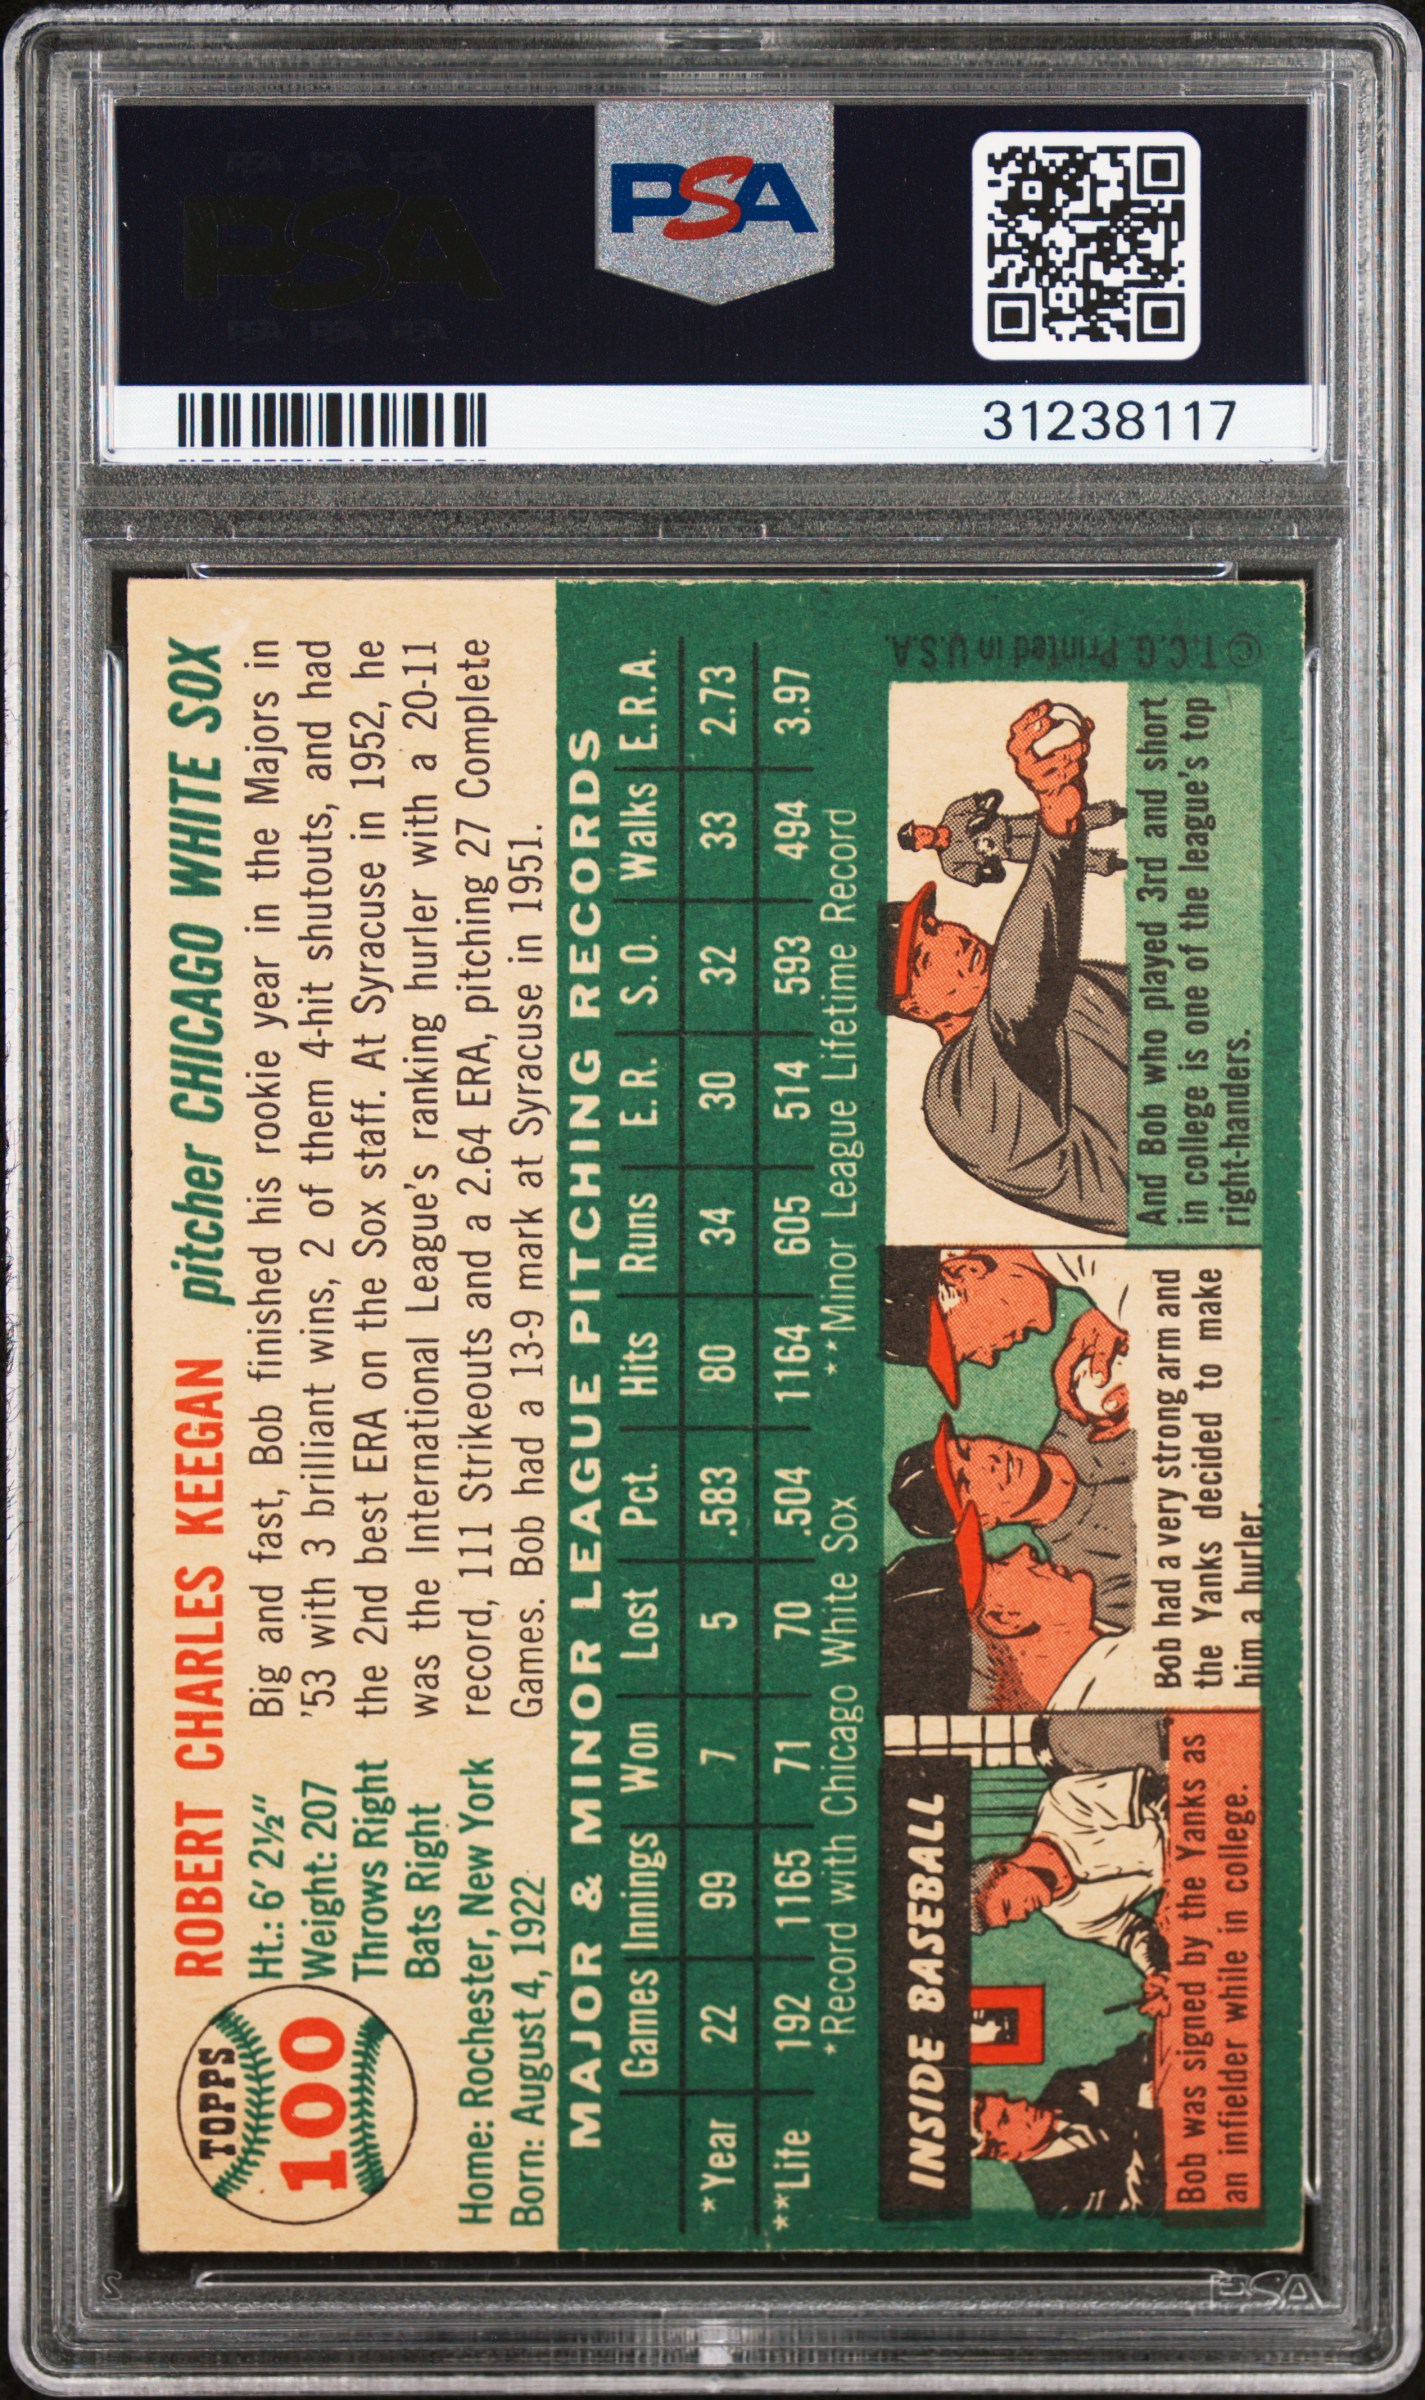 PSA
PSA
31238117
TOPPS
100
ROBERT CHARLES KEEGAN pitcher CHICAGO WHITE SOX
Ht.: 6' 2½"
Weight: 207
Throws Right
Bats Right
Home: Rochester, New York
Born: August 4, 1922
Big and fast, Bob finished his rookie year in the Majors in
'53 with 3 brilliant wins, 2 of them 4-hit shutouts, and had
the 2nd best ERA on the Sox staff. At Syracuse in 1952, he
was the International League's ranking hurler with a 20-11
record, 111 Strikeouts and a 2.64 ERA, pitching 27 Complete
Games. Bob had a 13-9 mark at Syracuse in 1951.
MAJOR & MINOR LEAGUE PITCHING RECORDS
Games Innings Won Lost Pct. Hits Runs E.R. S.O. Walks E.R.A.
*Year 22 99 7 5 .583 80 34 30 32 33 2.73
**Life 192 1165 71 70 .504 1164 605 514 593 494 3.97
*Record with Chicago White Sox **Minor League Lifetime Record
INSIDE BASEBALL
Bob was signed by the Yanks as
an infielder while in college.
Bob had a very strong arm and
the Yanks decided to make
him a hurler.
And Bob who played 3rd and short
in college is one of the league's top
right-handers.
© T.C.G. Printed in U.S.A.
PSA